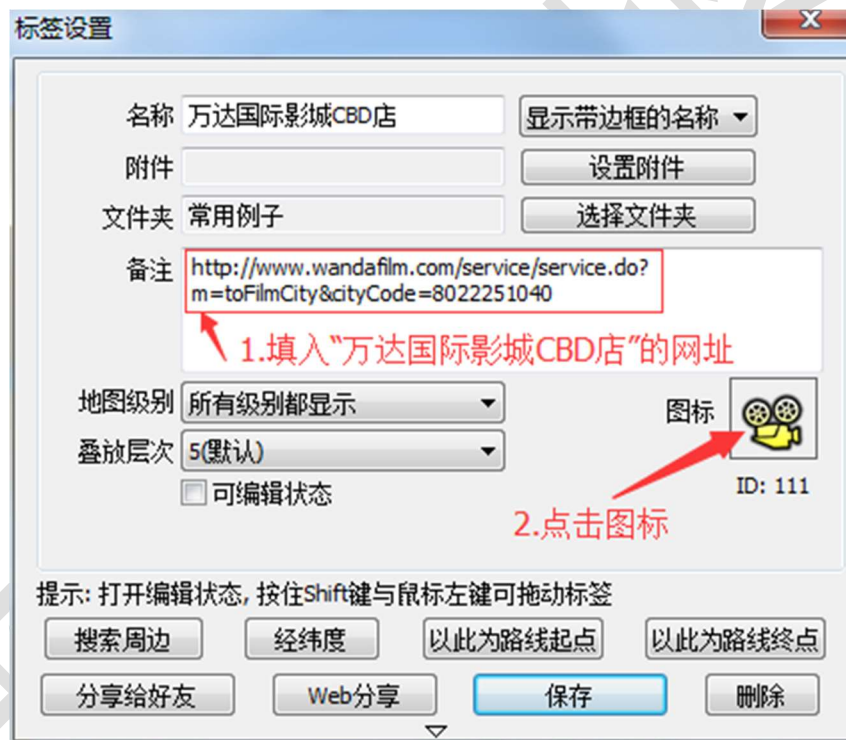 标签设置
名称 万达国际影城CBD店 显示带边框的名称
附件 设置附件
文件夹 常用例子 选择文件夹
备注 http://www.wandafilm.com/service/service.do?
m=toFilmCity&cityCode=8022251040
1.填入“万达国际影城CBD店”的网址
地图级别 所有级别都显示 图标
叠放层次 5(默认)
可编辑状态 ID: 111
2.点击图标
提示: 打开编辑状态, 按住Shift键与鼠标左键可拖动标签
搜索周边 经纬度 以此为路线起点 以此为路线终点
分享给好友 Web分享 保存 删除